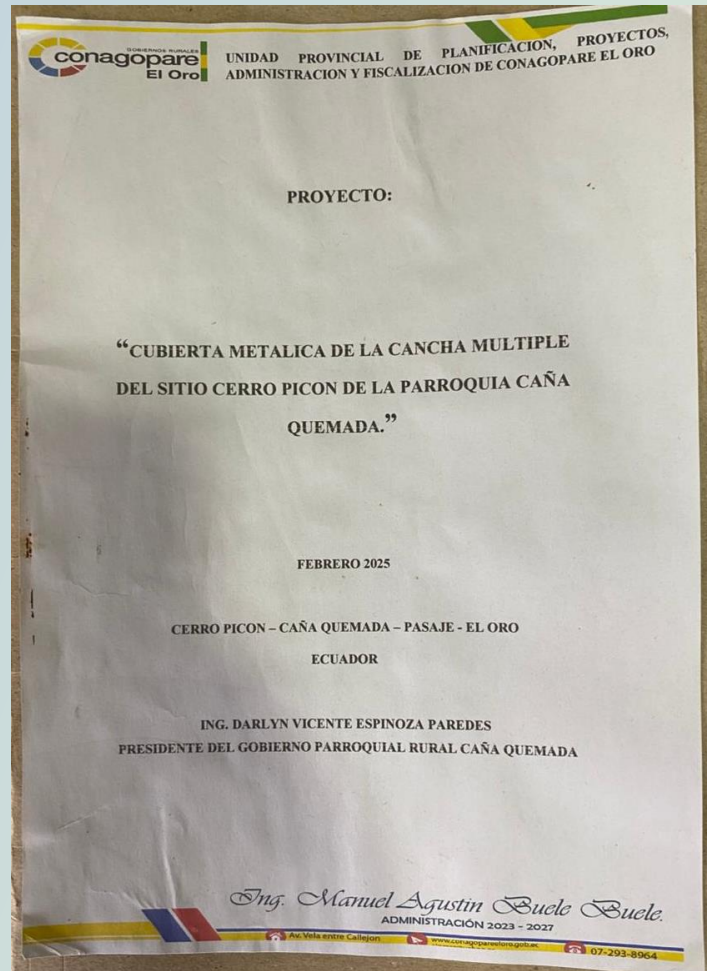 GOBIERNOS RURALES
conagopare
El Oro
UNIDAD PROVINCIAL DE PLANIFICACION, PROYECTOS,
ADMINISTRACION Y FISCALIZACION DE CONAGOPARE EL ORO
PROYECTO:
“CUBIERTA METALICA DE LA CANCHA MULTIPLE
DEL SITIO CERRO PICON DE LA PARROQUIA CAÑA
QUEMADA.”
FEBRERO 2025
CERRO PICON – CAÑA QUEMADA – PASAJE - EL ORO
ECUADOR
ING. DARLYN VICENTE ESPINOZA PAREDES
PRESIDENTE DEL GOBIERNO PARROQUIAL RURAL CAÑA QUEMADA
Ing. Manuel Agustin Buele Buele.
ADMINISTRACIÓN 2023 - 2027
Av. Vela entre Callejon
www.conagopareeloro.gob.ec
07-293-8964